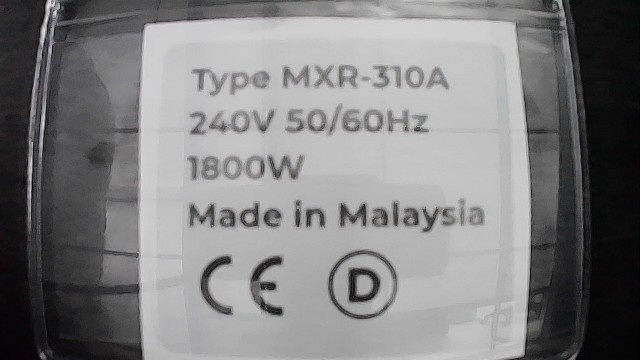 Type MXR-310A
240V 50/60Hz
1800W
Made in Malaysia
CE D